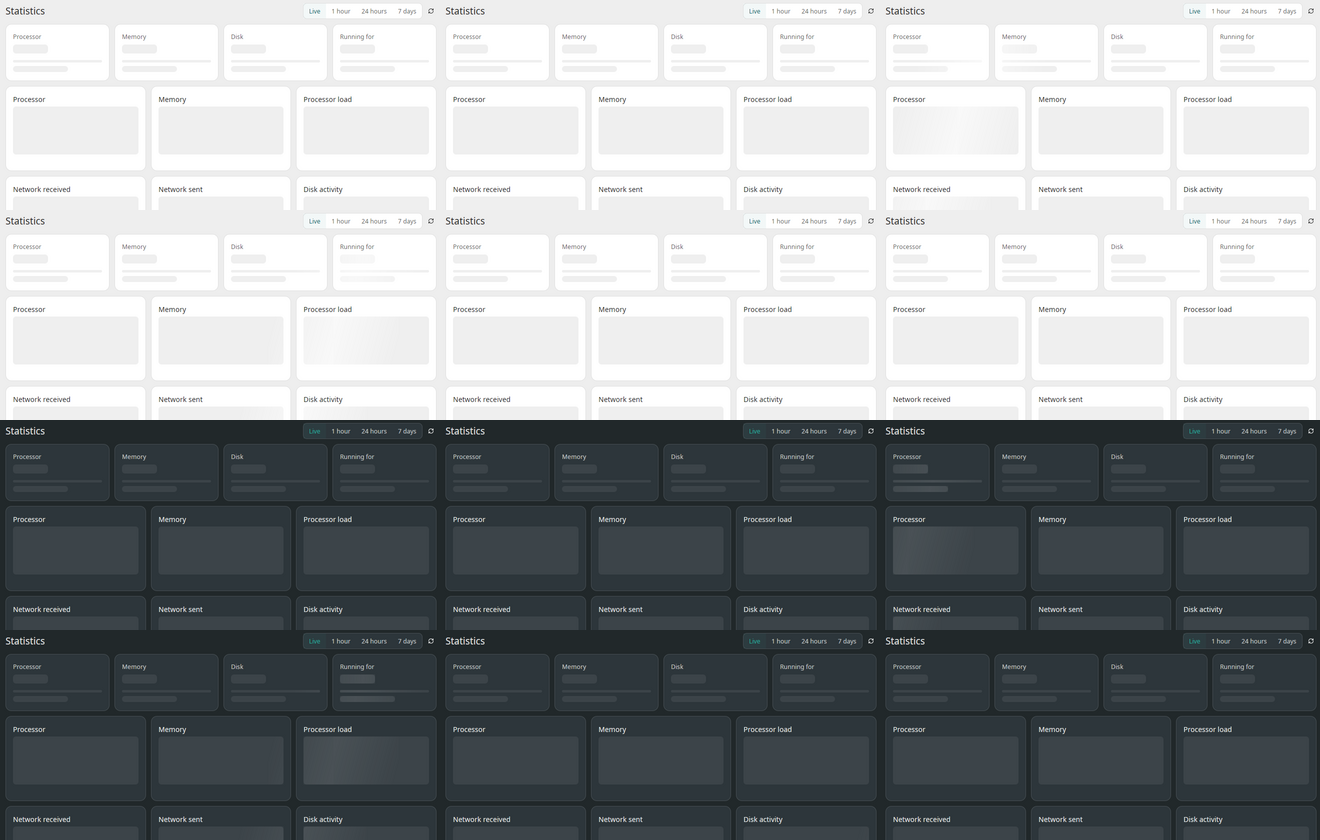 Statistics Live 1 hour 24 hours 7 days Statistics Live 1 hour 24 hours 7 days Statistics Live 1 hour 24 hours 7 days
Processor Memory Disk Running for Processor Memory Disk Running for Processor Memory Disk Running for
Processor Memory Processor load Processor Memory Processor load Processor Memory Processor load
Network received Network sent Disk activity Network received Network sent Disk activity Network received Network sent Disk activity
Statistics Live 1 hour 24 hours 7 days Statistics Live 1 hour 24 hours 7 days Statistics Live 1 hour 24 hours 7 days
Processor Memory Disk Running for Processor Memory Disk Running for Processor Memory Disk Running for
Processor Memory Processor load Processor Memory Processor load Processor Memory Processor load
Network received Network sent Disk activity Network received Network sent Disk activity Network received Network sent Disk activity
Statistics Live 1 hour 24 hours 7 days Statistics Live 1 hour 24 hours 7 days Statistics Live 1 hour 24 hours 7 days
Processor Memory Disk Running for Processor Memory Disk Running for Processor Memory Disk Running for
Processor Memory Processor load Processor Memory Processor load Processor Memory Processor load
Network received Network sent Disk activity Network received Network sent Disk activity Network received Network sent Disk activity
Statistics Live 1 hour 24 hours 7 days Statistics Live 1 hour 24 hours 7 days Statistics Live 1 hour 24 hours 7 days
Processor Memory Disk Running for Processor Memory Disk Running for Processor Memory Disk Running for
Processor Memory Processor load Processor Memory Processor load Processor Memory Processor load
Network received Network sent Disk activity Network received Network sent Disk activity Network received Network sent Disk activity